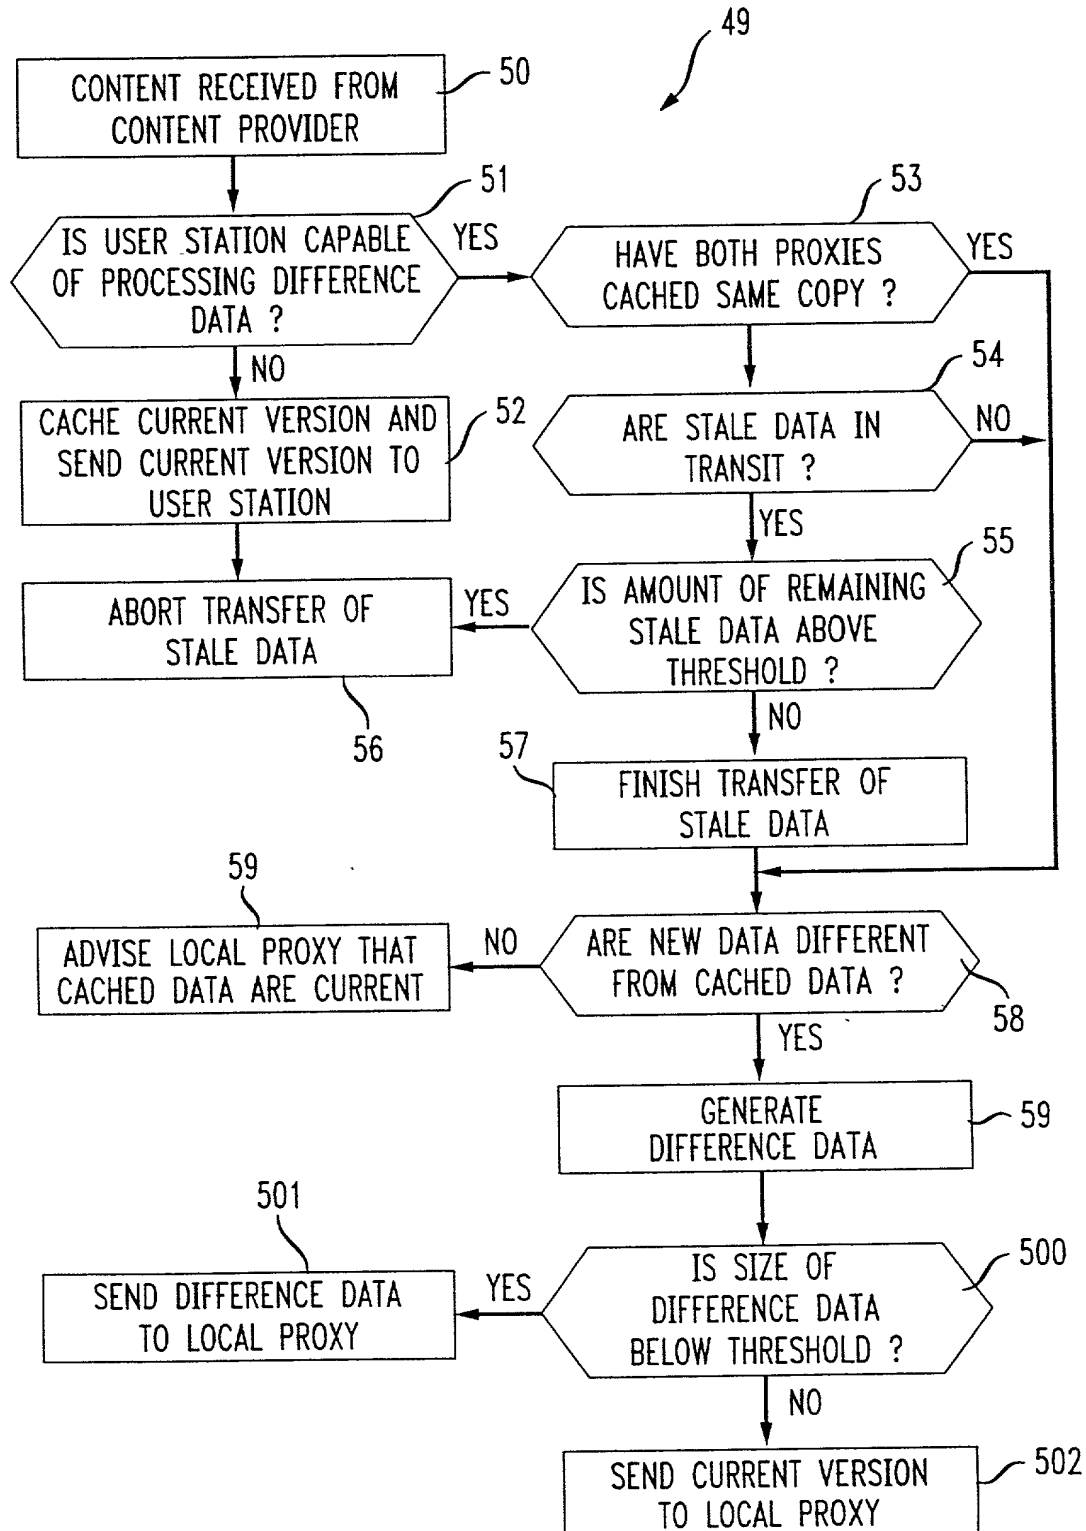 49
CONTENT RECEIVED FROM
CONTENT PROVIDER
50
IS USER STATION CAPABLE
OF PROCESSING DIFFERENCE
DATA ?
51
YES
HAVE BOTH PROXIES
CACHED SAME COPY ?
53
YES
NO
CACHE CURRENT VERSION AND
SEND CURRENT VERSION TO
USER STATION
52
ARE STALE DATA IN
TRANSIT ?
54
NO
YES
ABORT TRANSFER OF
STALE DATA
56
YES
IS AMOUNT OF REMAINING
STALE DATA ABOVE
THRESHOLD ?
55
NO
57
FINISH TRANSFER OF
STALE DATA
59
ADVISE LOCAL PROXY THAT
CACHED DATA ARE CURRENT
NO
ARE NEW DATA DIFFERENT
FROM CACHED DATA ?
58
YES
GENERATE
DIFFERENCE DATA
59
501
SEND DIFFERENCE DATA
TO LOCAL PROXY
YES
IS SIZE OF
DIFFERENCE DATA
BELOW THRESHOLD ?
500
NO
SEND CURRENT VERSION
TO LOCAL PROXY
502